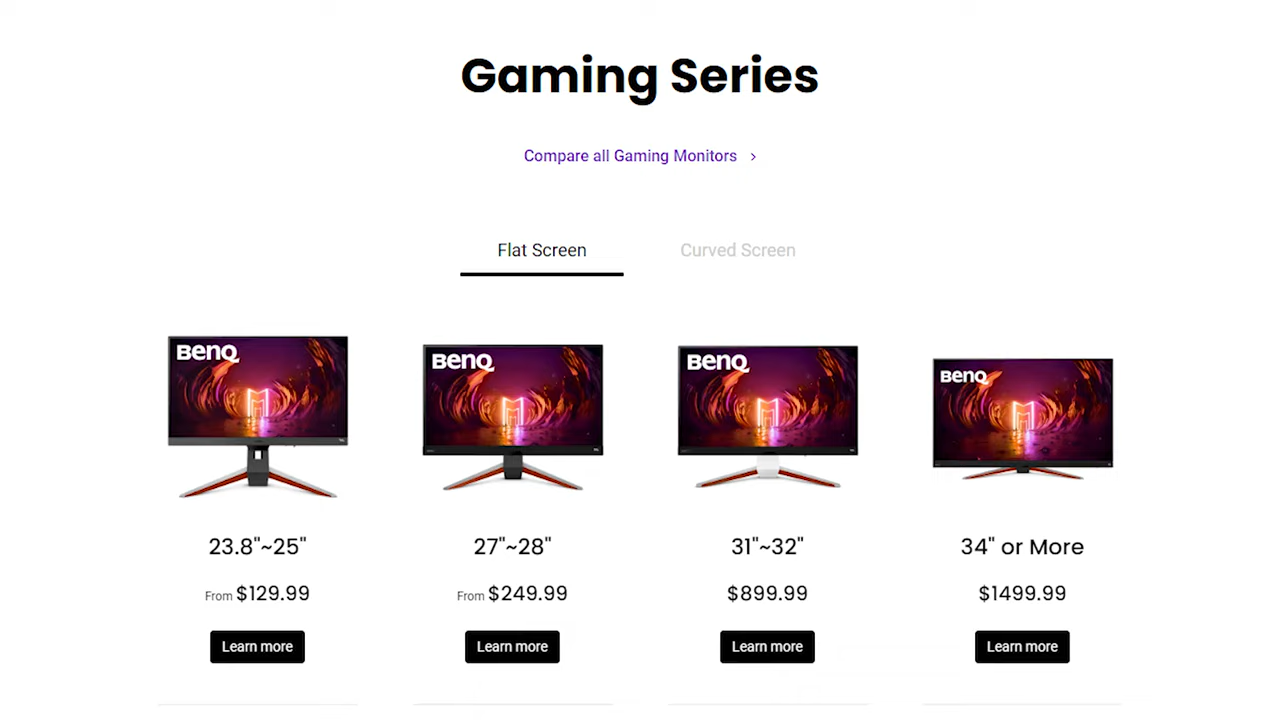 Gaming Series
Compare all Gaming Monitors >
Flat Screen Curved Screen
BenQ BenQ BenQ BenQ
23.8"~25" 27"~28" 31"~32" 34" or More
From $129.99 From $249.99 $899.99 $1499.99
Learn more Learn more Learn more Learn more